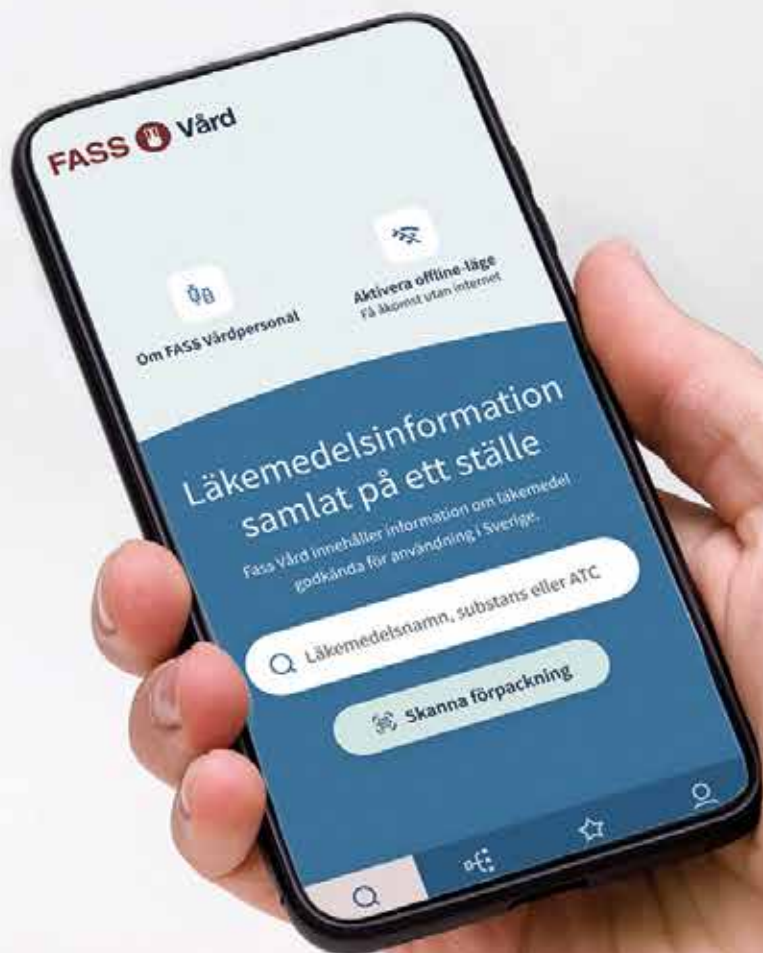 FASS Vård
Om FASS Vårdpersonal
Aktivera offline-läge
Få åkomst utan internet
Läkemedelsinformation
samlat på ett ställe
Fass Vård innehåller information om läkemedel
godkända för användning i Sverige.
Läkemedelsnamn, substans eller ATC
Skanna förpackning